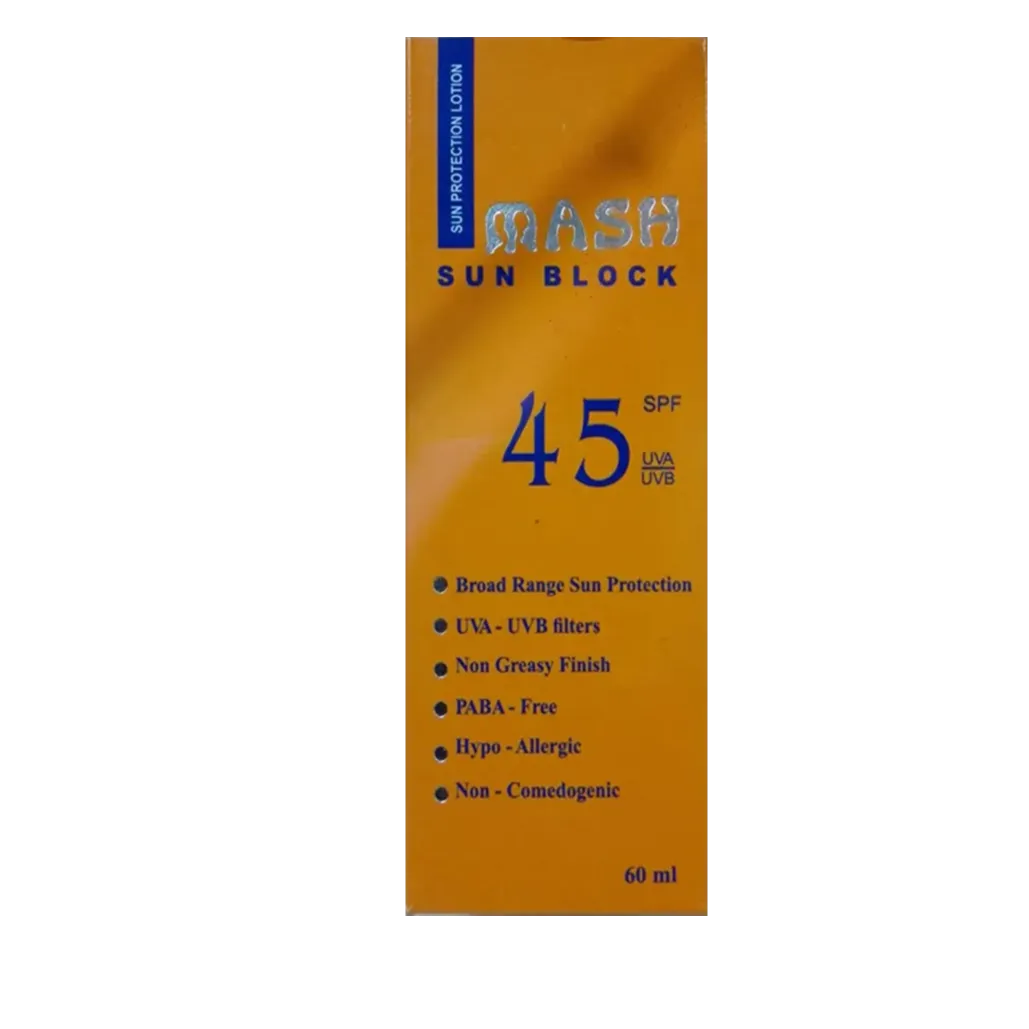 SUN PROTECTION LOTION
MASH
SUN BLOCK
45 SPF
UVA
UVB
Broad Range Sun Protection
UVA - UVB filters
Non Greasy Finish
PABA - Free
Hypo - Allergic
Non - Comedogenic
60 ml